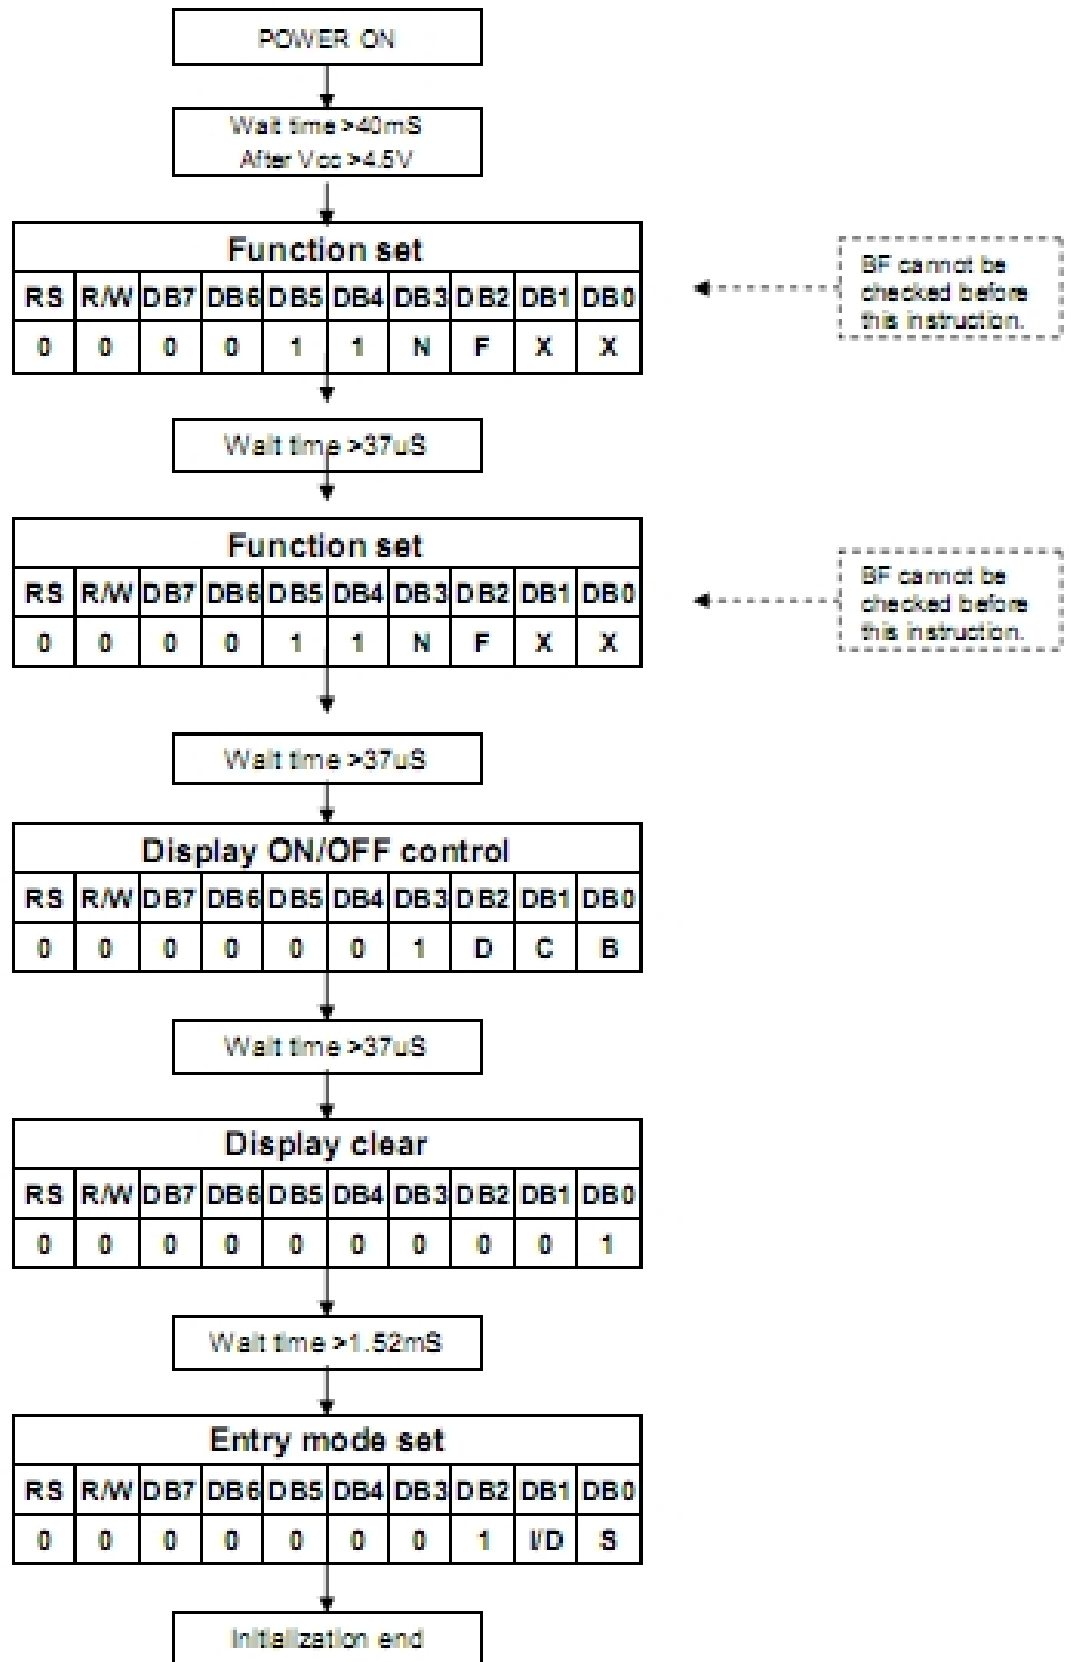 POWER ON
Wait time >40mS
After Vcc >4.5V
Function set
RS R/W DB7 DB6 DB5 DB4 DB3 DB2 DB1 DB0
0 0 0 0 1 1 N F X X
BF cannot be
checked before
this instruction.
Wait time >37uS
Function set
RS R/W DB7 DB6 DB5 DB4 DB3 DB2 DB1 DB0
0 0 0 0 1 1 N F X X
BF cannot be
checked before
this instruction.
Wait time >37uS
Display ON/OFF control
RS R/W DB7 DB6 DB5 DB4 DB3 DB2 DB1 DB0
0 0 0 0 0 0 1 D C B
Wait time >37uS
Display clear
RS R/W DB7 DB6 DB5 DB4 DB3 DB2 DB1 DB0
0 0 0 0 0 0 0 0 0 1
Wait time >1.52mS
Entry mode set
RS R/W DB7 DB6 DB5 DB4 DB3 DB2 DB1 DB0
0 0 0 0 0 0 0 1 I/D S
Initialization end